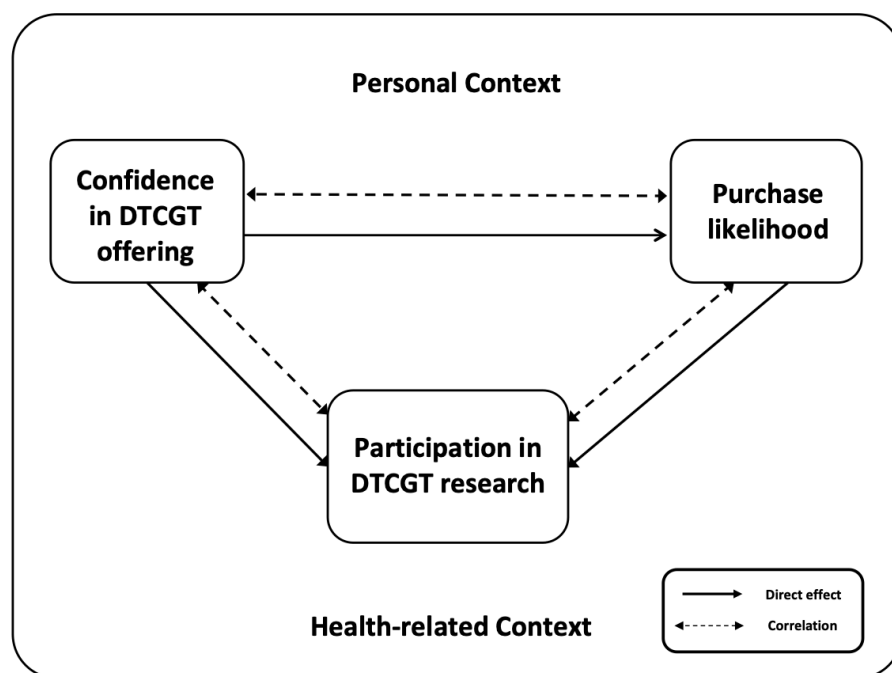 Personal Context
Confidence
in DTCGT
offering
Purchase
likelihood
Participation in
DTCGT research
Health-related Context
Direct effect
Correlation